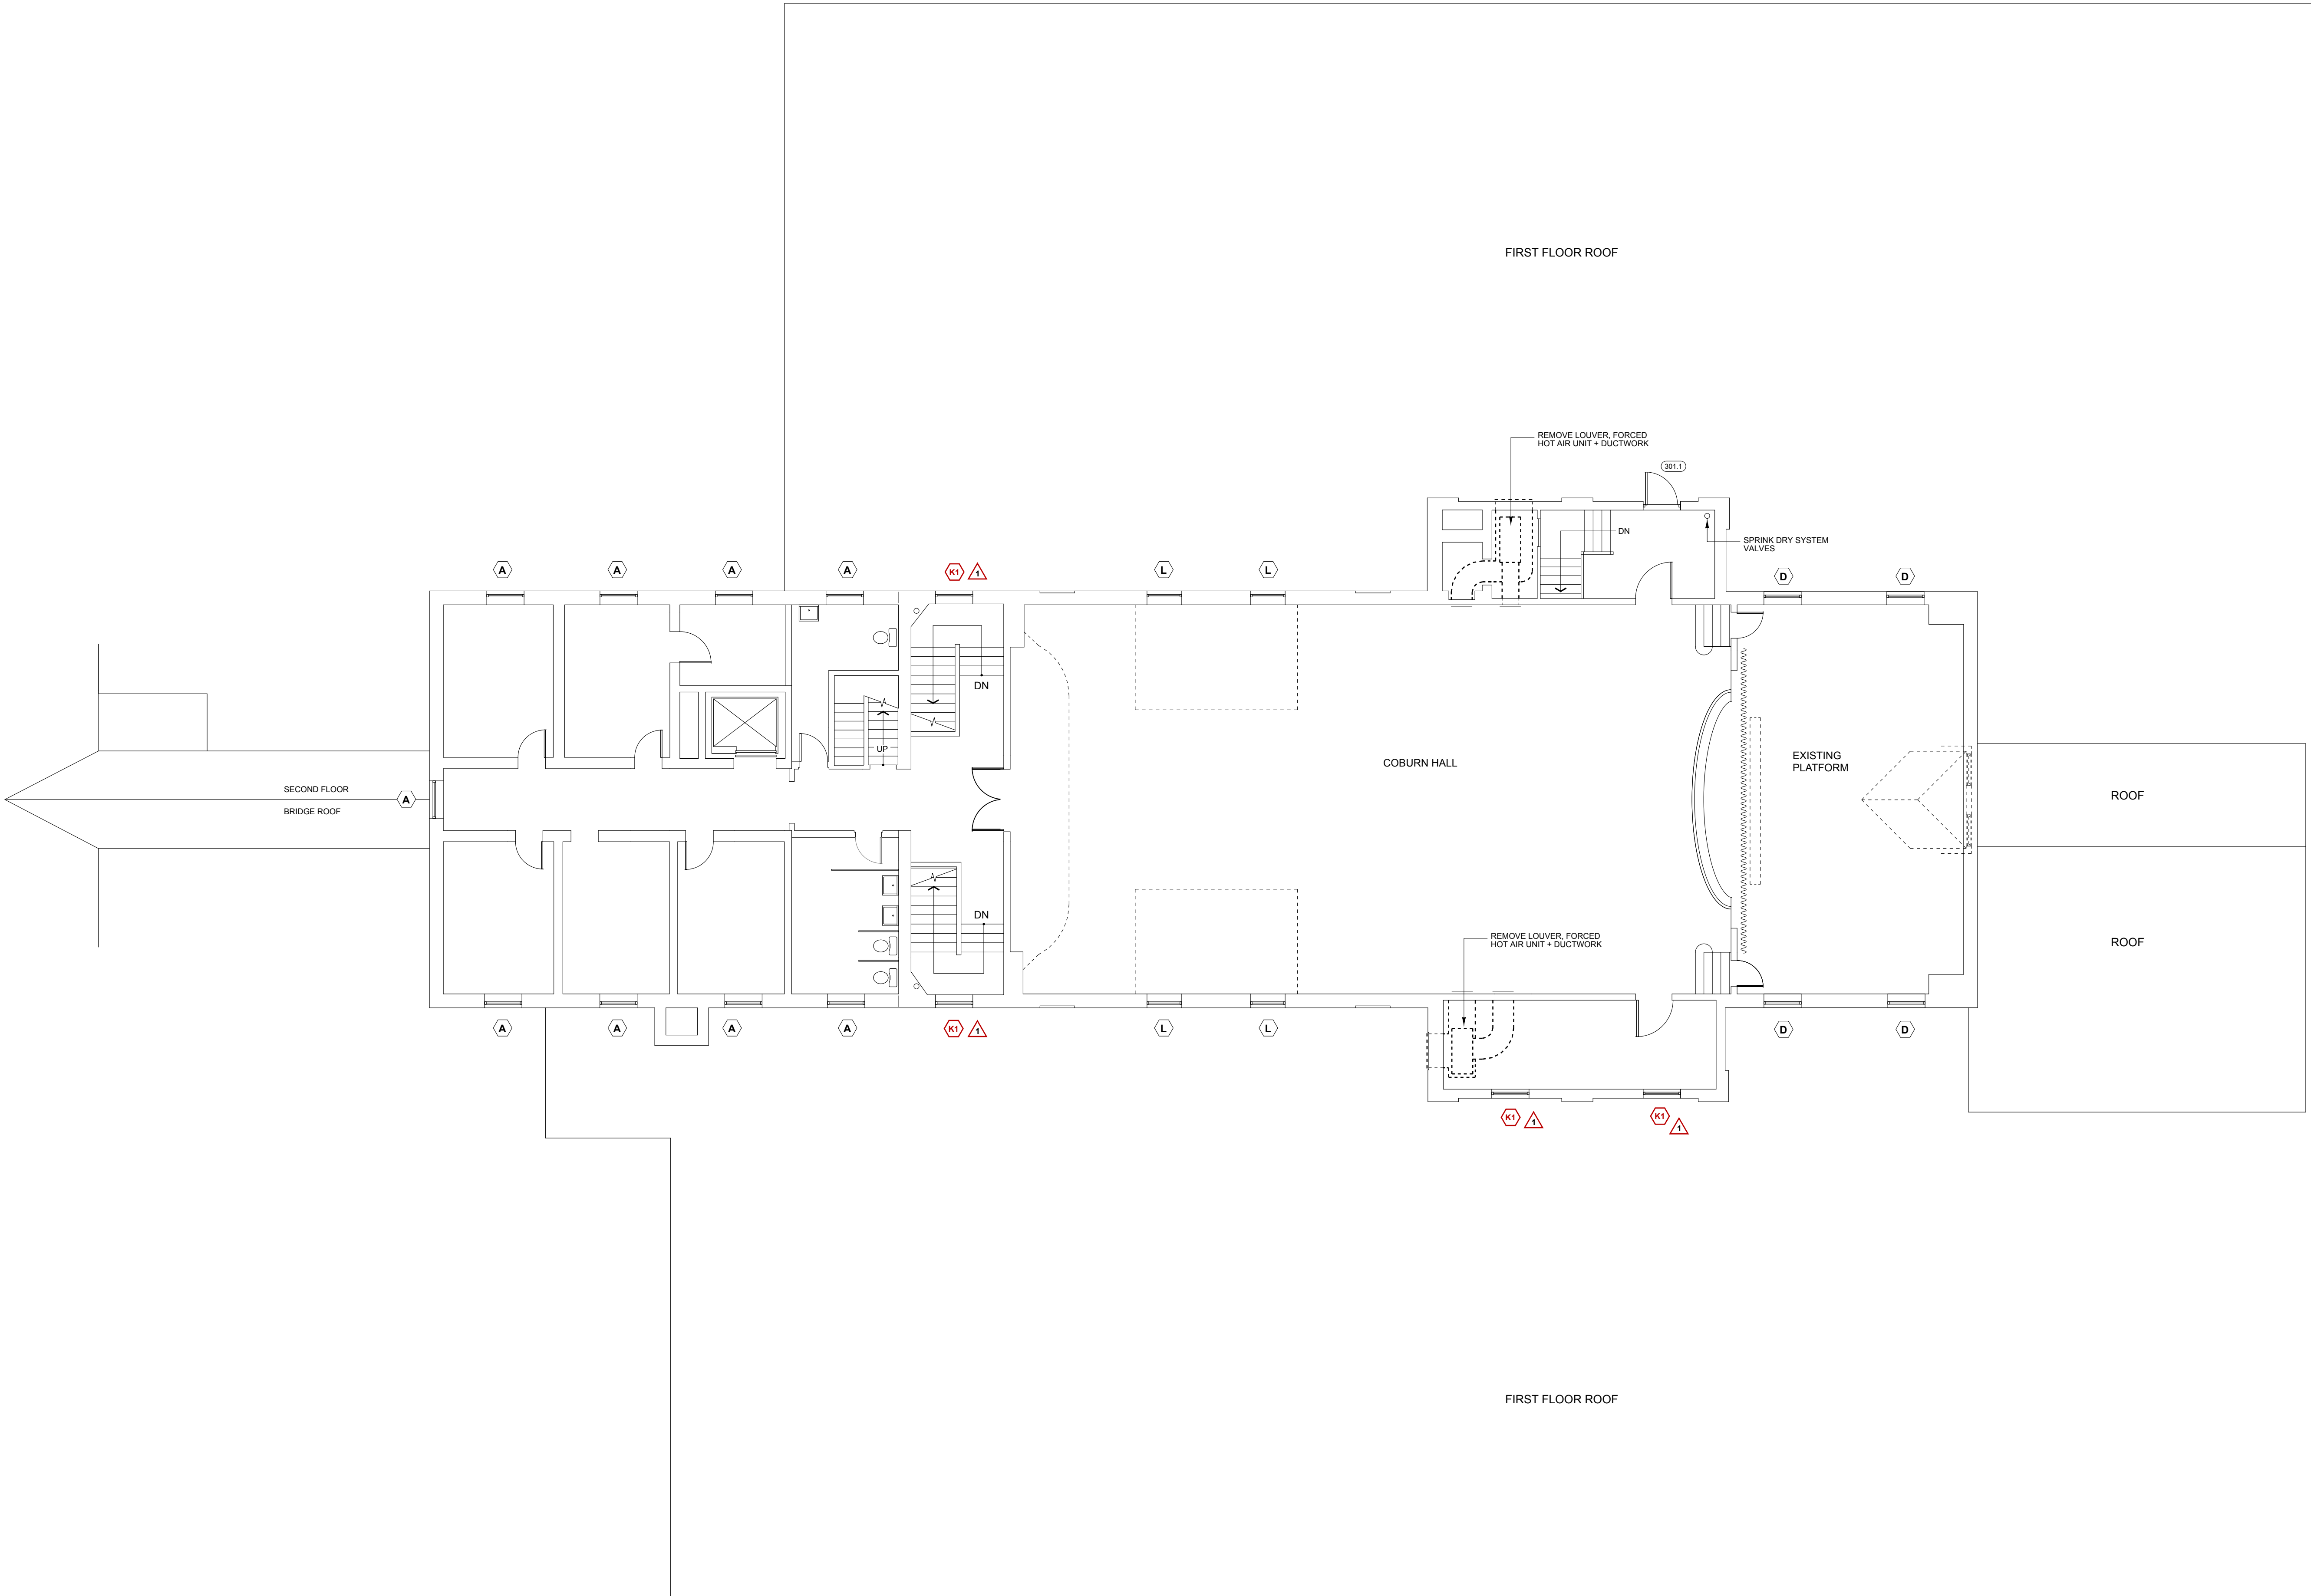 FIRST FLOOR ROOF
REMOVE LOUVER, FORCED
HOT AIR UNIT + DUCTWORK
301.1
DN
SPRINK DRY SYSTEM
VALVES
A
A
A
A
K1
1
L
L
D
D
DN
UP
COBURN HALL
EXISTING
PLATFORM
SECOND FLOOR
A
BRIDGE ROOF
ROOF
DN
REMOVE LOUVER, FORCED
HOT AIR UNIT + DUCTWORK
ROOF
A
A
A
A
K1
1
L
L
D
D
K1
1
K1
1
FIRST FLOOR ROOF